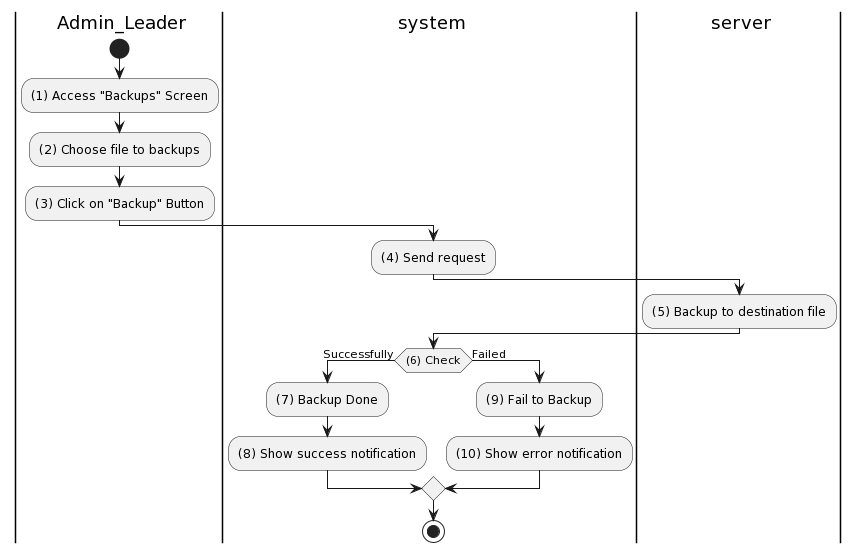 Admin_Leader
system
server
(1) Access "Backups" Screen
(2) Choose file to backups
(3) Click on "Backup" Button
(4) Send request
(5) Backup to destination file
Successfully
(6) Check
Failed
(7) Backup Done
(9) Fail to Backup
(8) Show success notification
(10) Show error notification